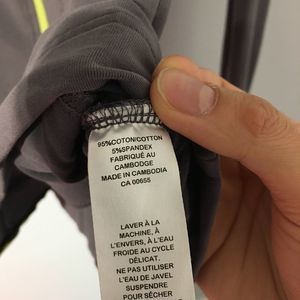 95%COTON/COTTON
5%SPANDEX
FABRIQUÉ AU
CAMBODGE
MADE IN CAMBODIA
CA 00655
LAVER À LA
MACHINE, À
L'ENVERS, À L'EAU
FROIDE AU CYCLE
DÉLICAT.
NE PAS UTILISER
L'EAU DE JAVEL
SUSPENDRE
POUR SÉCHER